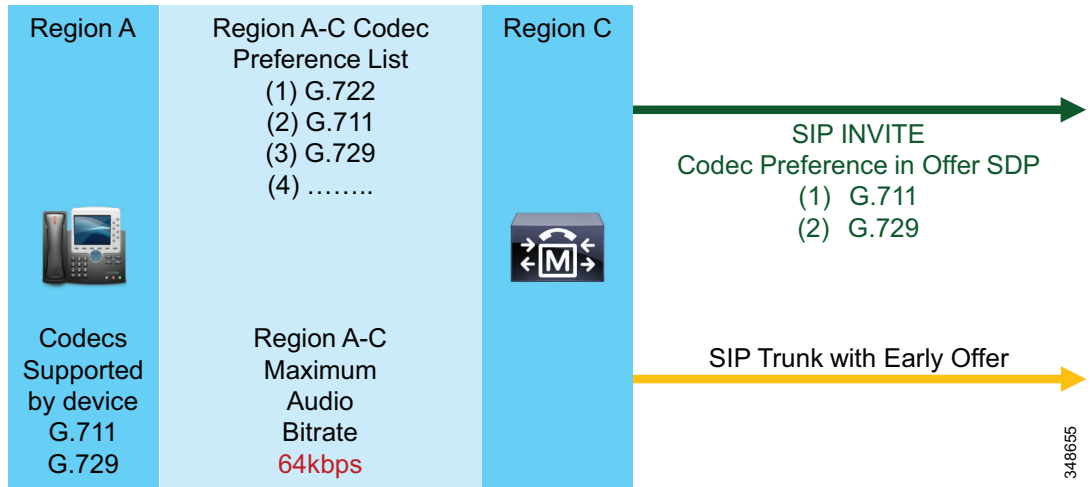 Region A
Region A-C Codec
Preference List
(1) G.722
(2) G.711
(3) G.729
(4) ........
Region C
SIP INVITE
Codec Preference in Offer SDP
(1) G.711
(2) G.729
M
Codecs
Supported
by device
G.711
G.729
Region A-C
Maximum
Audio
Bitrate
64kbps
SIP Trunk with Early Offer
348655